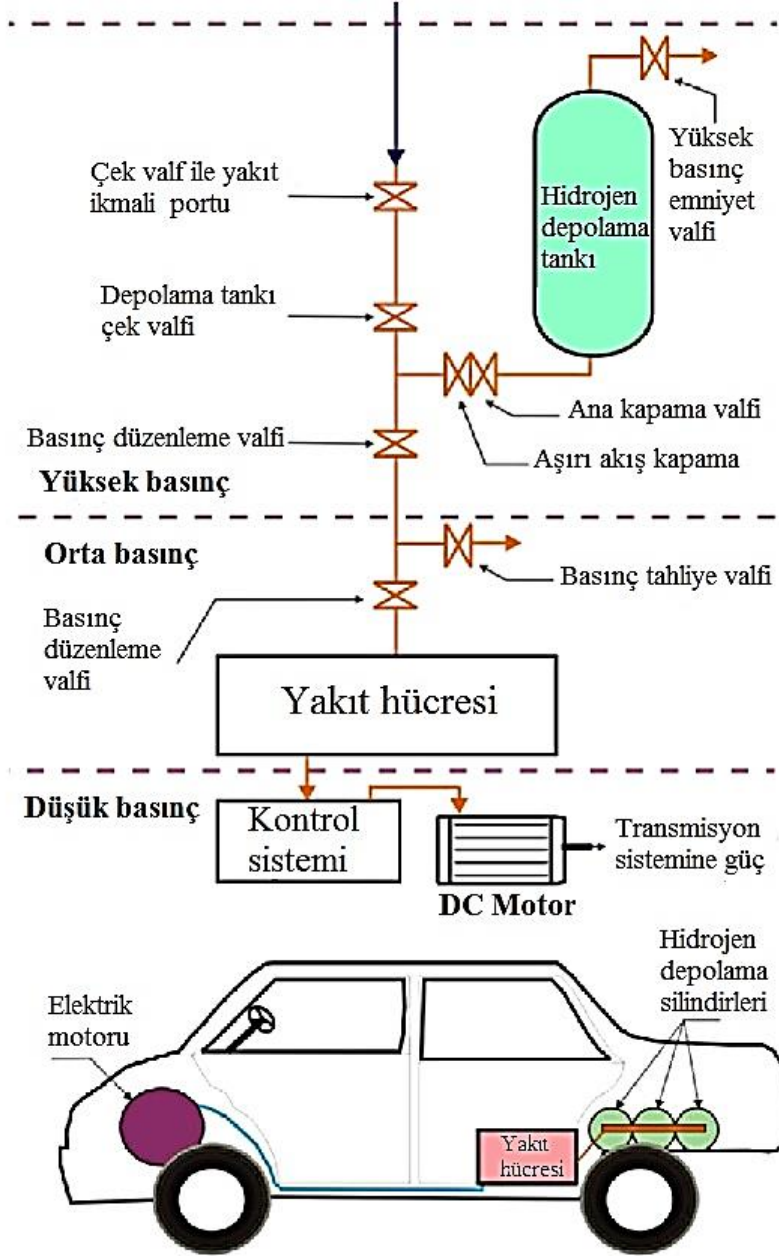 Çek valf ile yakıt
ikmali portu
Hidrojen
depolama
tankı
Yüksek
basınç
emniyet
valfi
Depolama tankı
çek valfi
Ana kapama valfi
Basınç düzenleme valfi
Aşırı akış kapama
Yüksek basınç
Orta basınç
Basınç tahliye valfi
Basınç
düzenleme
valfi
Yakıt hücresi
Düşük basınç
Kontrol
sistemi
Transmisyon
sistemine güç
DC Motor
Hidrojen
depolama
silindirleri
Elektrik
motoru
Yakıt
hücresi